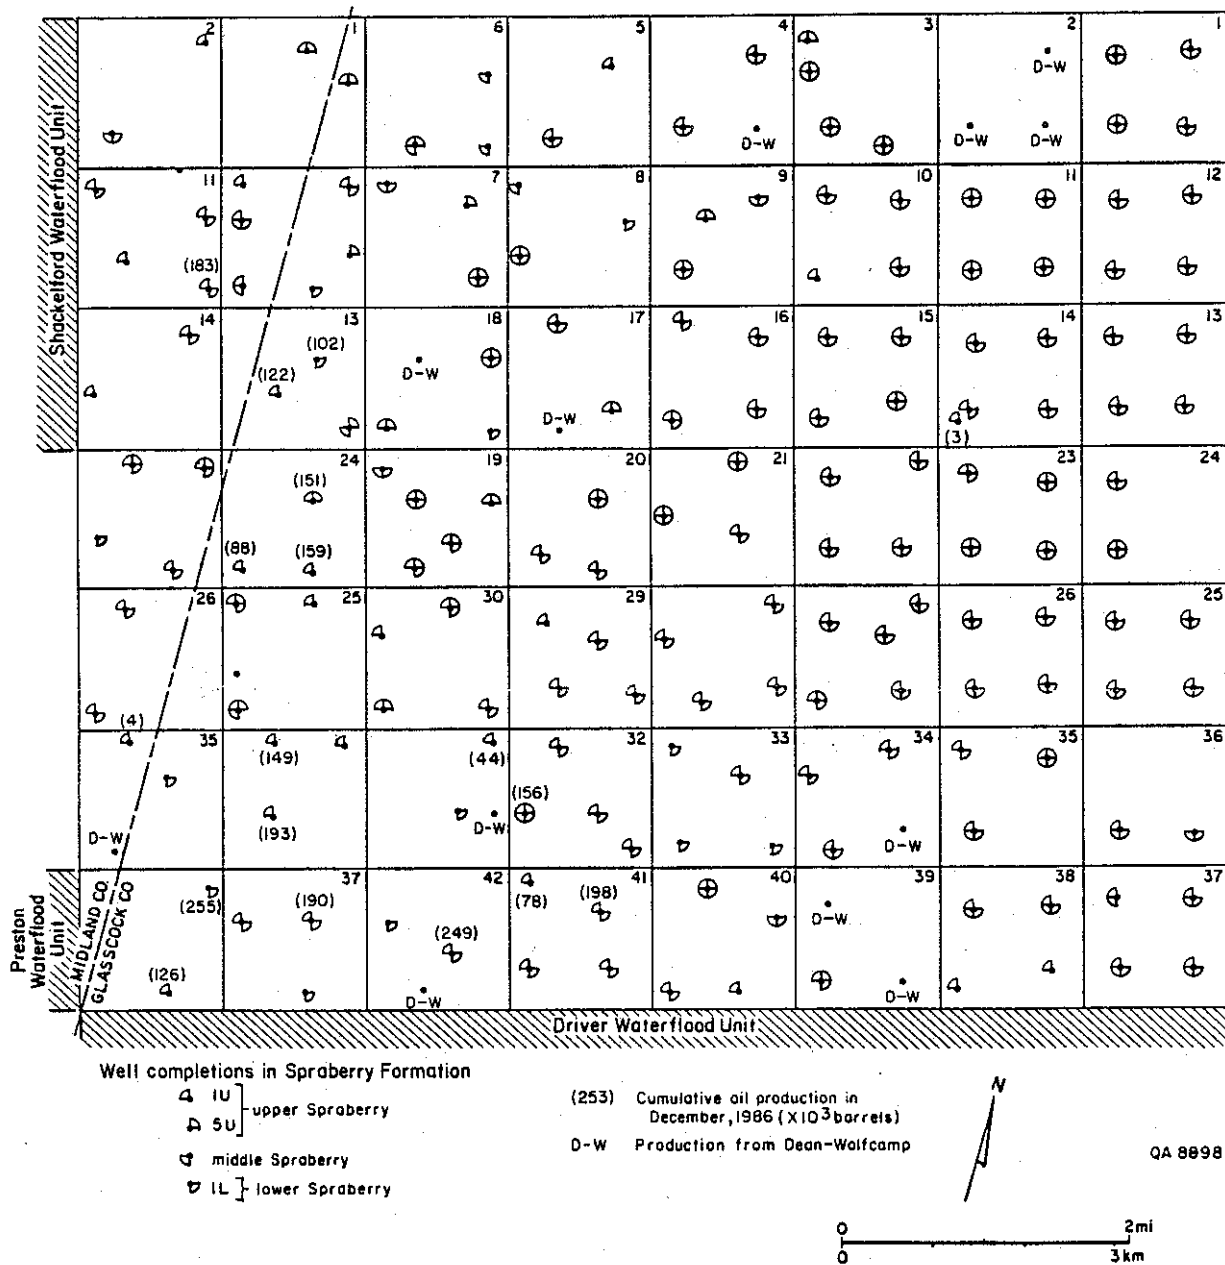 2 1 6 5 4 3 2 1
D-W
D-W D-W D-W
Shackelford Waterflood Unit
11 7 8 9 10 11 12
(183)
14 13 18 17 16 15 14 13
(102)
D-W
(122)
D-W
(3)
24 19 20 21 23 24
(151)
(88) (159)
26 25 30 29 26 25
(4)
35 32 33 34 35 36
(149) (44)
(156)
(193) D-W
D-W D-W
37 42 41 40 39 38 37
(255) (190) (78) (198)
D-W
(249)
(126)
D-W D-W
Preston
Waterflood
Unit
MIDLAND CO
GLASSCOCK CO
Driver Waterflood Unit
Well completions in Spraberry Formation
1U
upper Spraberry
5U
middle Spraberry
1L lower Spraberry
(253) Cumulative oil production in
December, 1986 (X10³ barrels)
D-W Production from Dean-Wolfcamp
N
QA 8898
0 2mi
0 3km